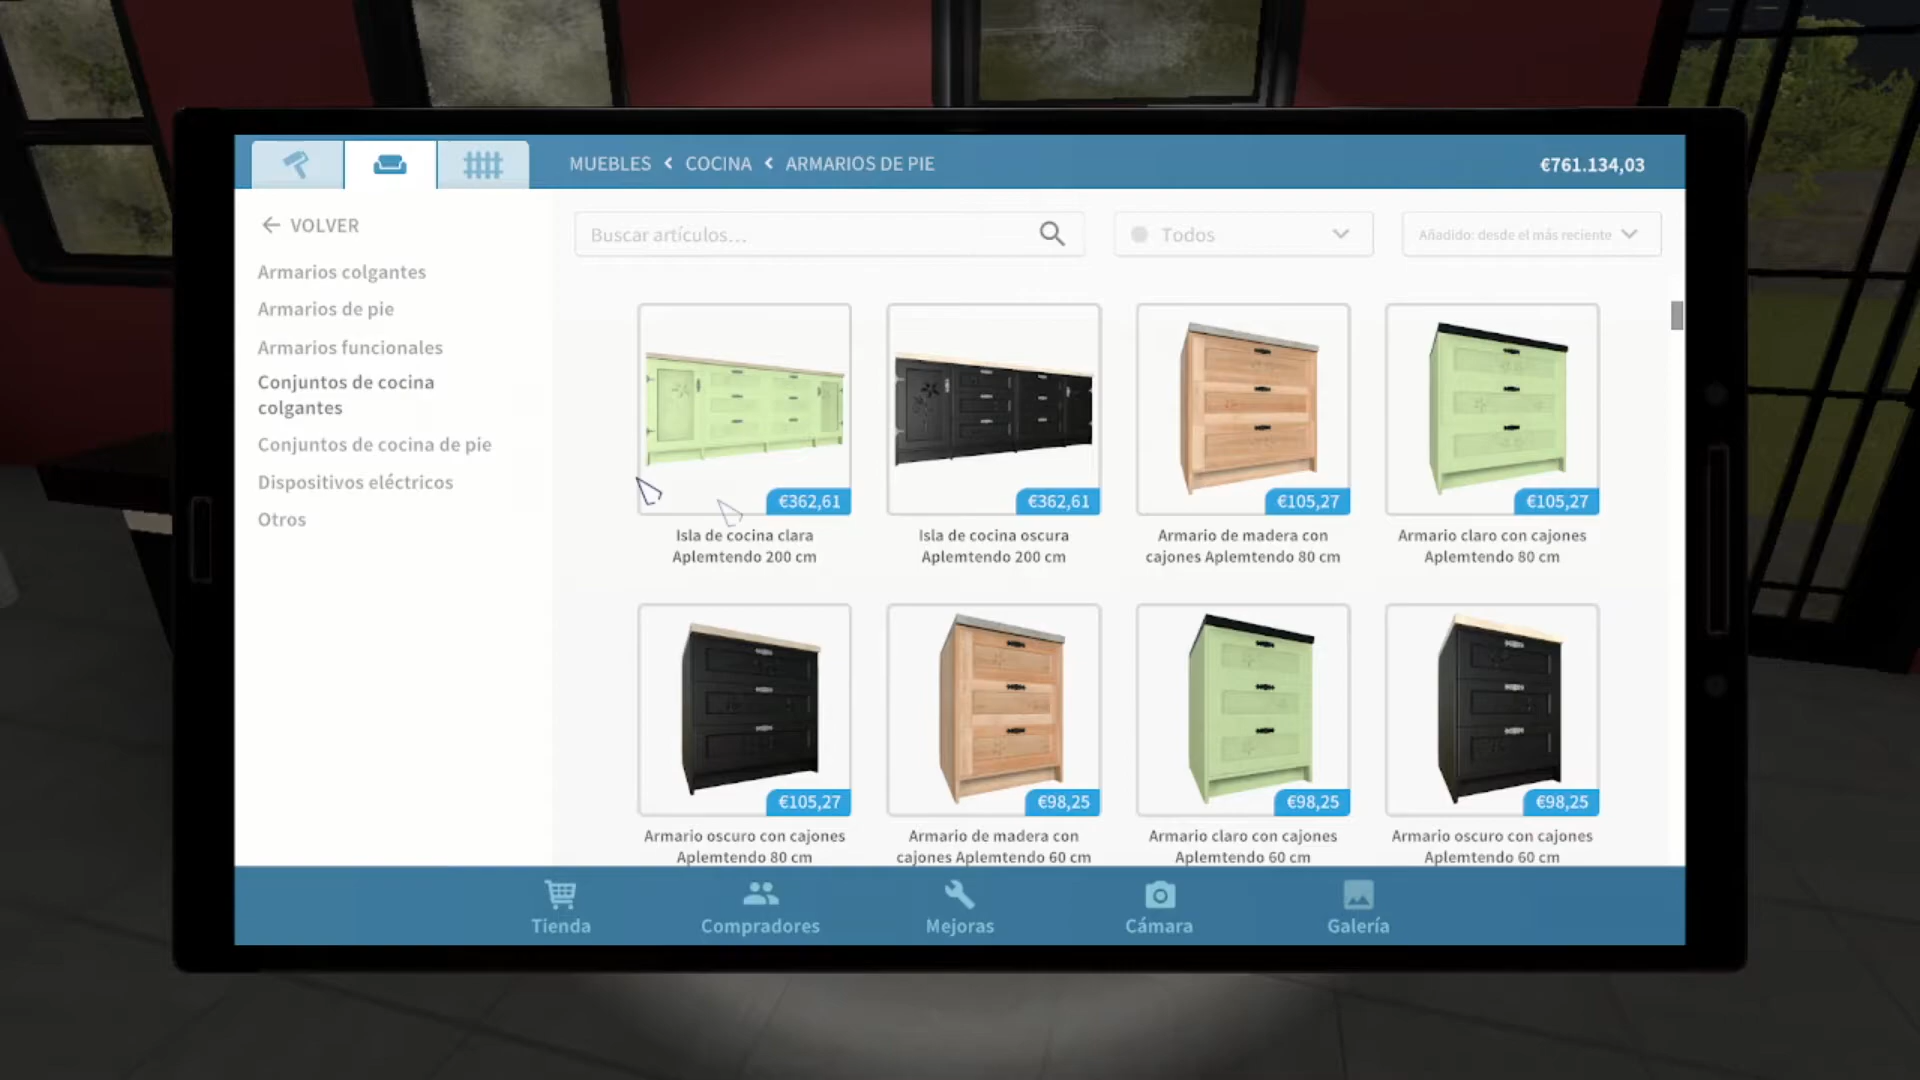 MUEBLES < COCINA < ARMARIOS DE PIE
€761.134,03
VOLVER
Armarios colgantes
Armarios de pie
Armarios funcionales
Conjuntos de cocina
colgantes
Conjuntos de cocina de pie
Dispositivos eléctricos
Otros
Buscar artículos...
Todos
Añadido: desde el más reciente
€362,61
Isla de cocina clara
Aplemtendo 200 cm
€362,61
Isla de cocina oscura
Aplemtendo 200 cm
€105,27
Armario de madera con
cajones Aplemtendo 80 cm
€105,27
Armario claro con cajones
Aplemtendo 80 cm
€105,27
Armario oscuro con cajones
Aplemtendo 80 cm
€98,25
Armario de madera con
cajones Aplemtendo 60 cm
€98,25
Armario claro con cajones
Aplemtendo 60 cm
€98,25
Armario oscuro con cajones
Aplemtendo 60 cm
Tienda
Compradores
Mejoras
Cámara
Galería